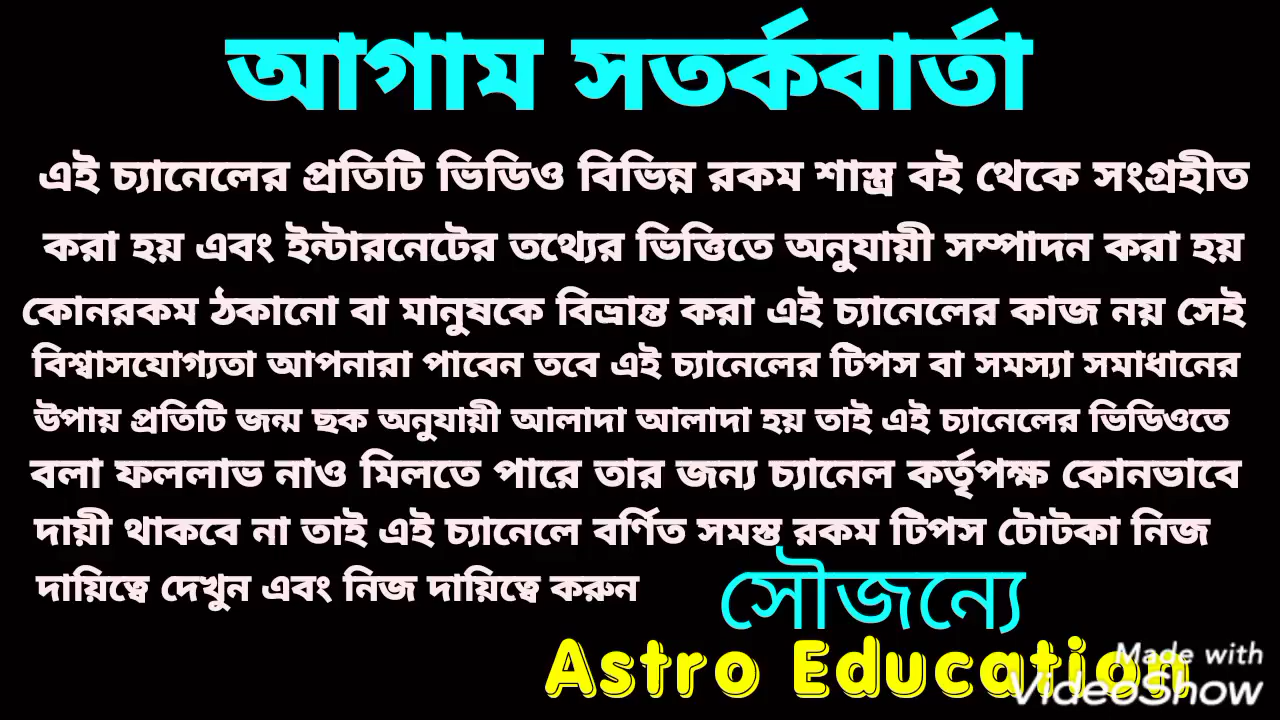 আগাম সতর্কবার্তা
এই চ্যানেলের প্রতিটি ভিডিও বিভিন্ন রকম শাস্ত্র বই থেকে সংগ্রহীত
করা হয় এবং ইন্টারনেটের তথ্যের ভিত্তিতে অনুযায়ী সম্পাদন করা হয়
কোনরকম ঠকানো বা মানুষকে বিভ্রান্ত করা এই চ্যানেলের কাজ নয় সেই
বিশ্বাসযোগ্যতা আপনারা পাবেন তবে এই চ্যানেলের টিপস বা সমস্যা সমাধানের
উপায় প্রতিটি জন্ম ছক অনুযায়ী আলাদা আলাদা হয় তাই এই চ্যানেলের ভিডিওতে
বলা ফললাভ নাও মিলতে পারে তার জন্য চ্যানেল কর্তৃপক্ষ কোনভাবে
দায়ী থাকবে না তাই এই চ্যানেলে বর্ণিত সমস্ত রকম টিপস টোটকা নিজ
দায়িত্বে দেখুন এবং নিজ দায়িত্বে করুন
সৌজন্যে
Astro Education
Made with
VideoShow